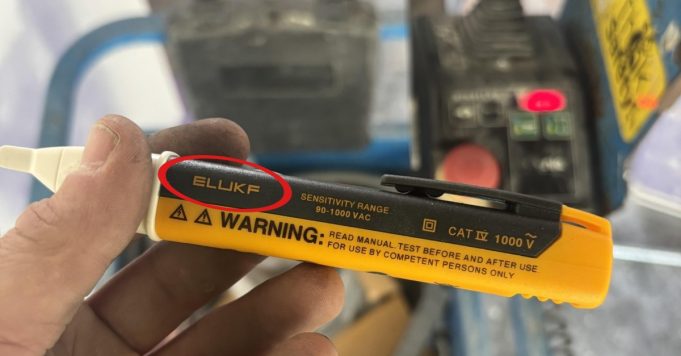 ELUKF
SENSITIVITY RANGE
90-1000 VAC
CAT IV 1000 V~
WARNING:
READ MANUAL. TEST BEFORE AND AFTER USE
FOR USE BY COMPETENT PERSONS ONLY